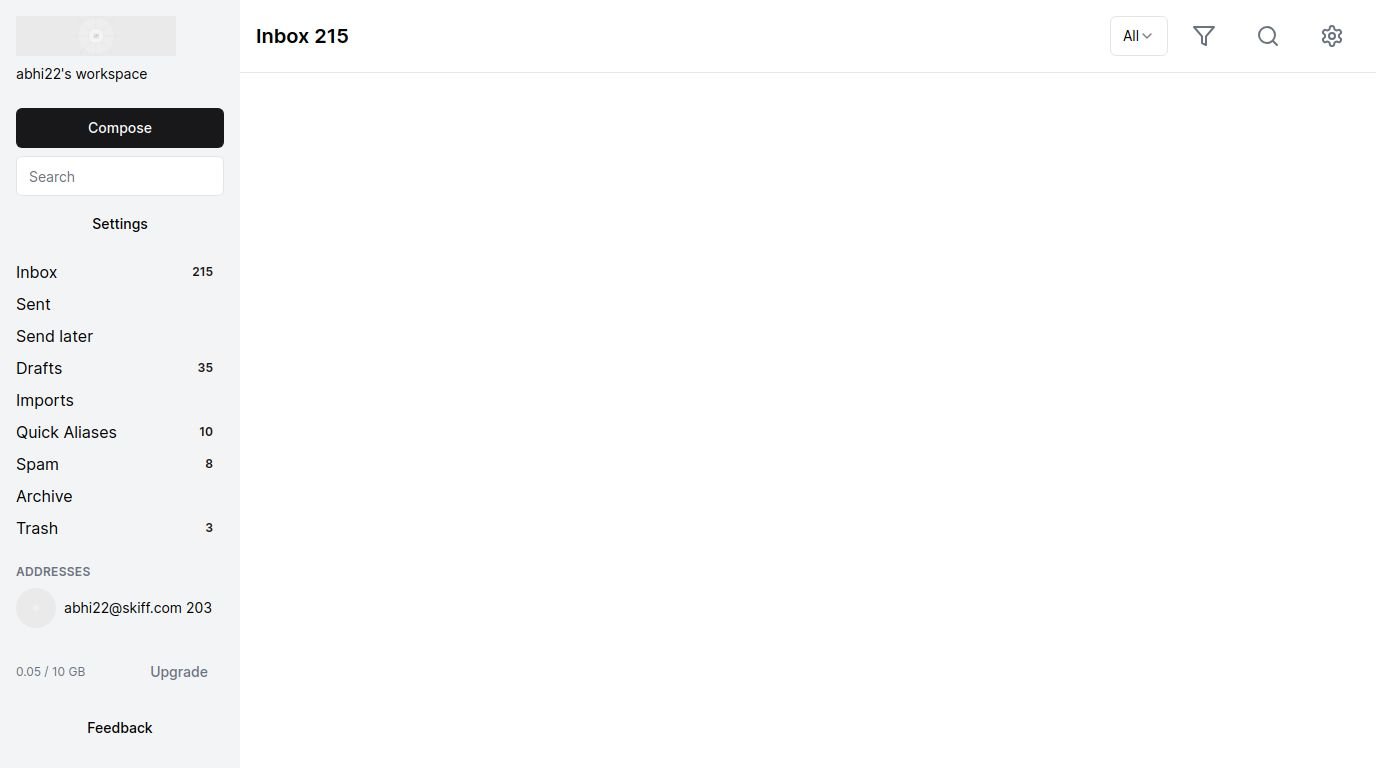 abhi22's workspace
Compose
Search
Settings
Inbox 215
Sent
Send later
Drafts 35
Imports
Quick Aliases 10
Spam 8
Archive
Trash 3
ADDRESSES
abhi22@skiff.com 203
0.05 / 10 GB Upgrade
Feedback
Inbox 215
All